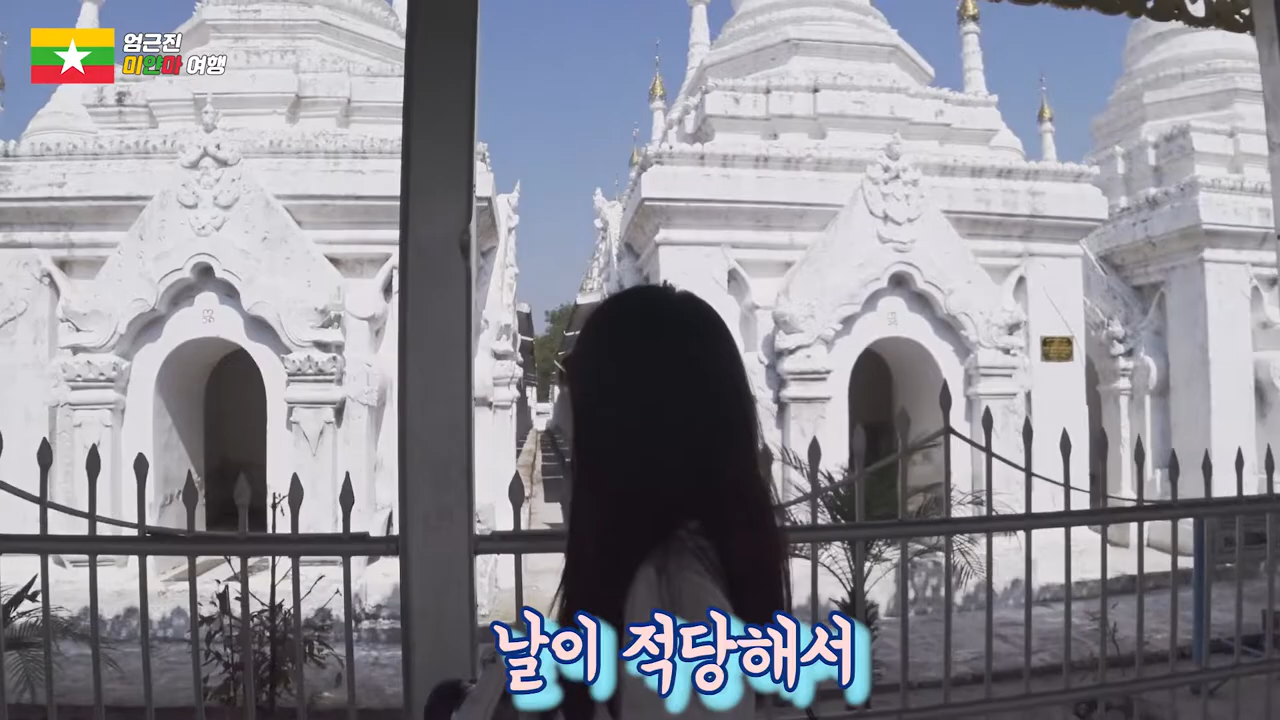 엄근진
미얀마 여행
날이 적당해서